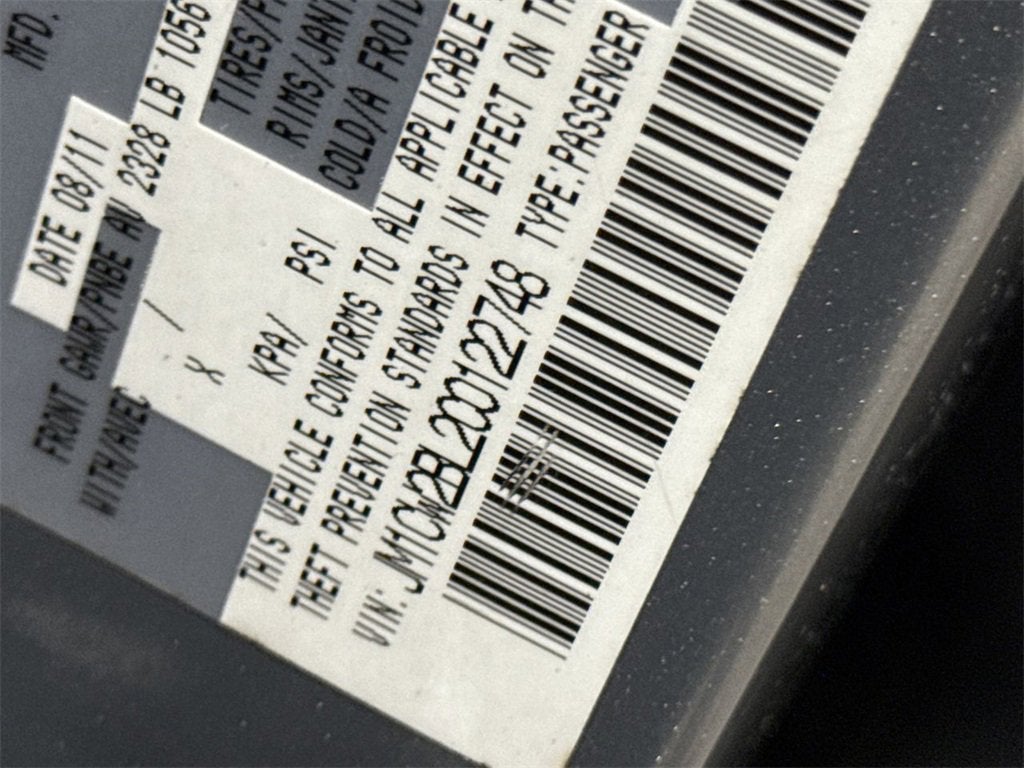 MFD.
DATE 08/11
FRONT GAWR/PNBE AV 2328 LB 1056
WITH/AVEC / TIRES/P
X RIMS/JANT
KPA/ PSI COLD/A FROID
THIS VEHICLE CONFORMS TO ALL APPLICABLE
THEFT PREVENTION STANDARDS IN EFFECT ON TH
VIN: JM1CW2BL2C0122748 TYPE:PASSENGER